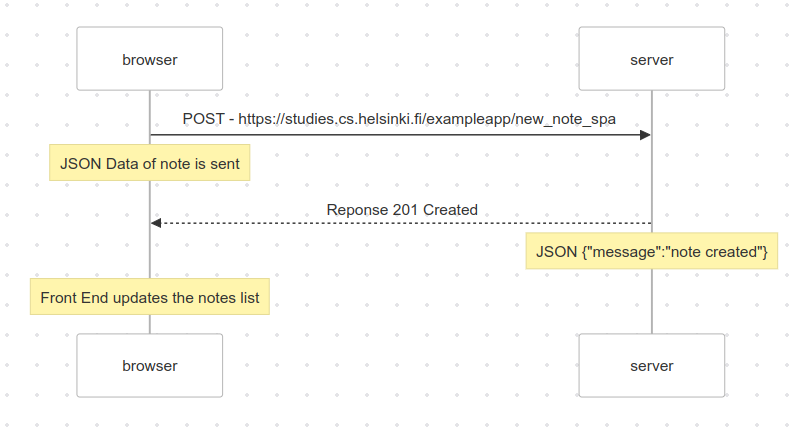 browser
server
POST - https://studies.cs.helsinki.fi/exampleapp/new_note_spa
JSON Data of note is sent
Reponse 201 Created
JSON {"message":"note created"}
Front End updates the notes list
browser
server